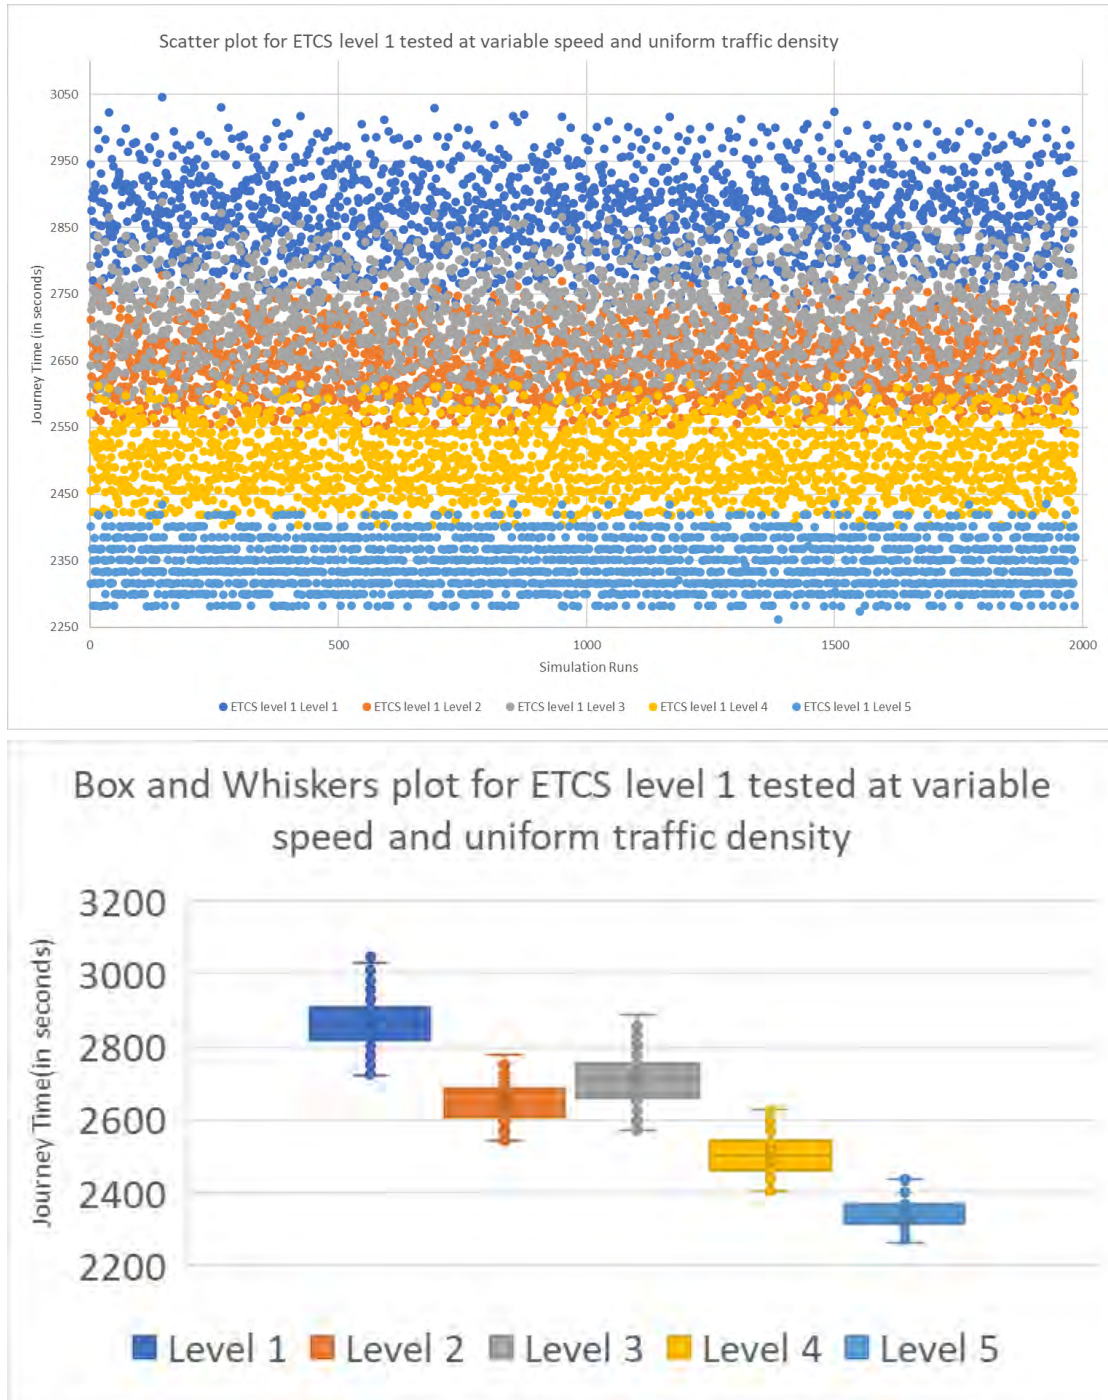 Scatter plot for ETCS level 1 tested at variable speed and uniform traffic density
3050
2950
2850
2750
2650
2550
2450
2350
2250
Journey Time (in seconds)
0 500 1000 1500 2000
Simulation Runs
ETCS level 1 Level 1 ETCS level 1 Level 2 ETCS level 1 Level 3 ETCS level 1 Level 4 ETCS level 1 Level 5
Box and Whiskers plot for ETCS level 1 tested at variable
speed and uniform traffic density
3200
3000
2800
2600
2400
2200
Journey Time(in seconds)
Level 1 Level 2 Level 3 Level 4 Level 5